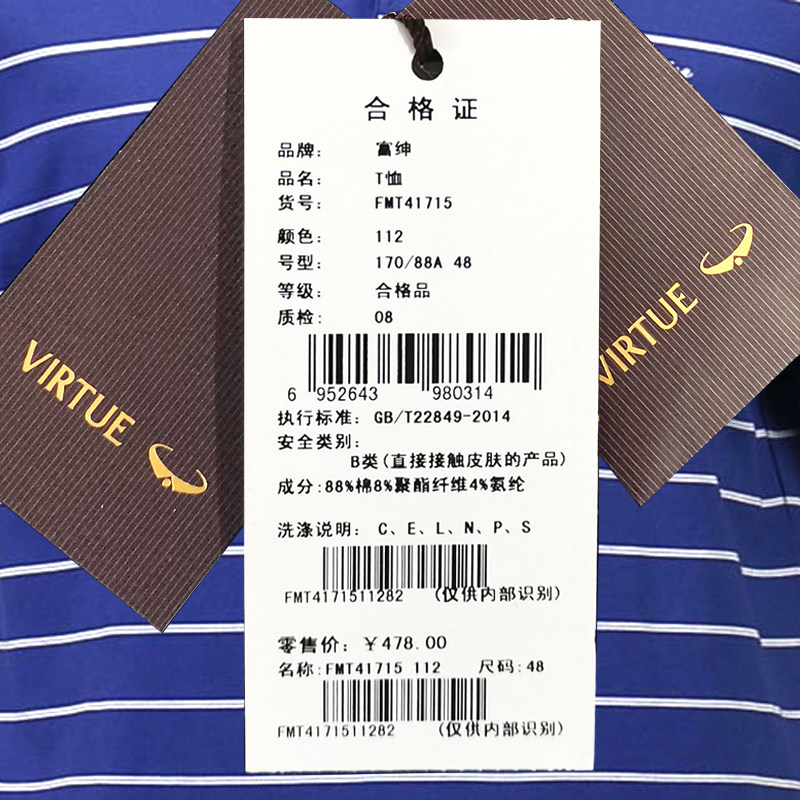 合格证
品牌： 富绅
品名： T恤
货号： FMT41715
颜色： 112
号型： 170/88A 48
等级： 合格品
质检： 08
6 952643 980314
执行标准： GB/T22849-2014
安全类别：
B类(直接接触皮肤的产品)
成分:88%棉8%聚酯纤维4%氨纶
洗涤说明： C、E、L、N、P、S
FMT4171511282 (仅供内部识别)
零售价： ￥478.00
名称:FMT41715 112 尺码:48
FMT4171511282 (仅供内部识别)
VIRTUE
VIRTUE